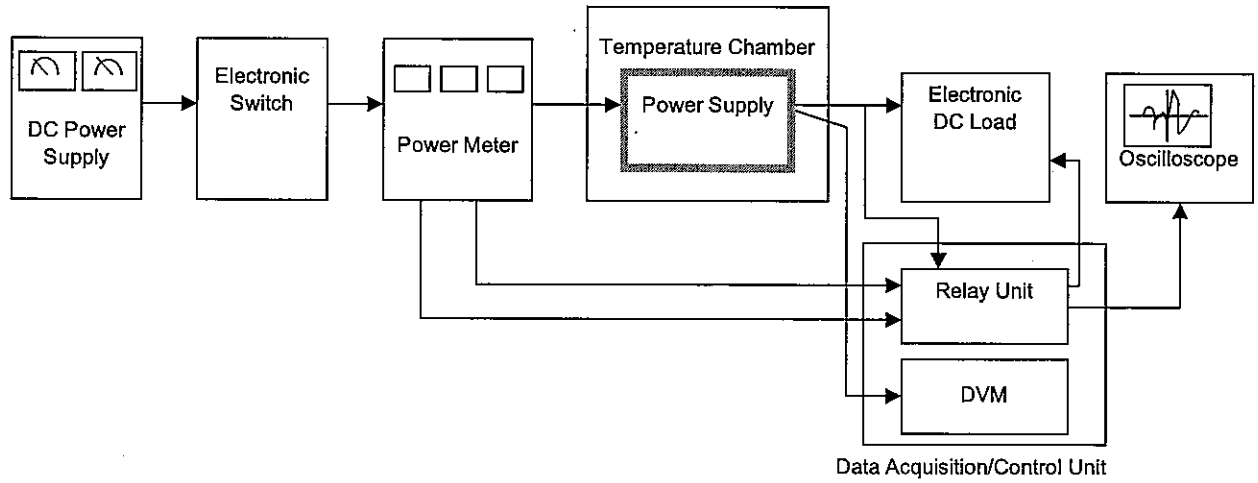 DC Power
Supply
Electronic
Switch
Power Meter
Temperature Chamber
Power Supply
Electronic
DC Load
Oscilloscope
Relay Unit
DVM
Data Acquisition/Control Unit